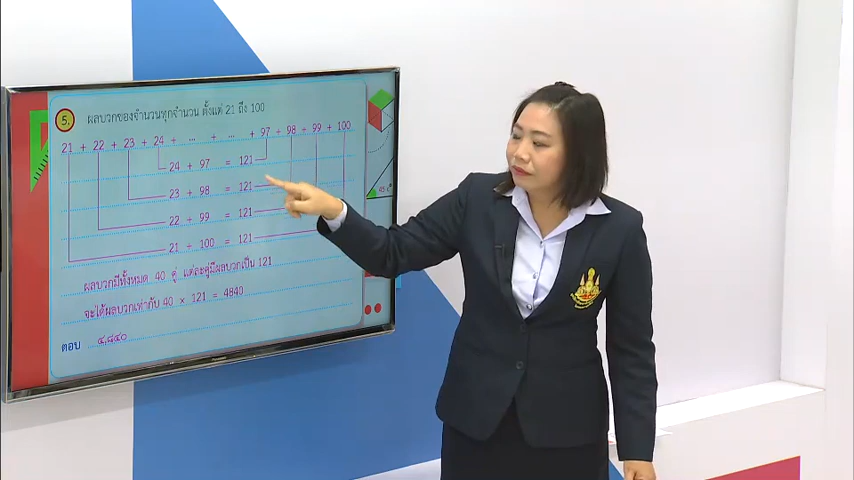 5. ผลบวกของจำนวนทุกจำนวน ตั้งแต่ 21 ถึง 100
21 + 22 + 23 + 24 + ... + ... + 97 + 98 + 99 + 100
24 + 97 = 121
23 + 98 = 121
22 + 99 = 121
21 + 100 = 121
ผลบวกมีทั้งหมด 40 คู่ แต่ละคู่มีผลบวกเป็น 121
จะได้ผลบวกเท่ากับ 40 × 121 = 4840
ตอบ ๔,๘๔๐